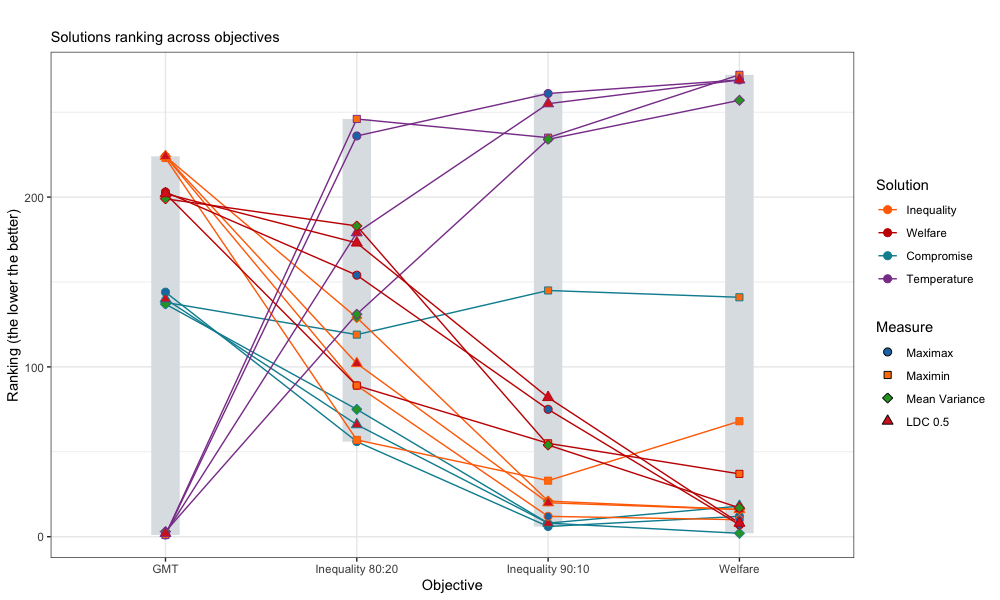 Solutions ranking across objectives
Ranking (the lower the better)
200
100
0
GMT
Inequality 80:20
Inequality 90:10
Welfare
Objective
Solution
Inequality
Welfare
Compromise
Temperature
Measure
Maximax
Maximin
Mean Variance
LDC 0.5